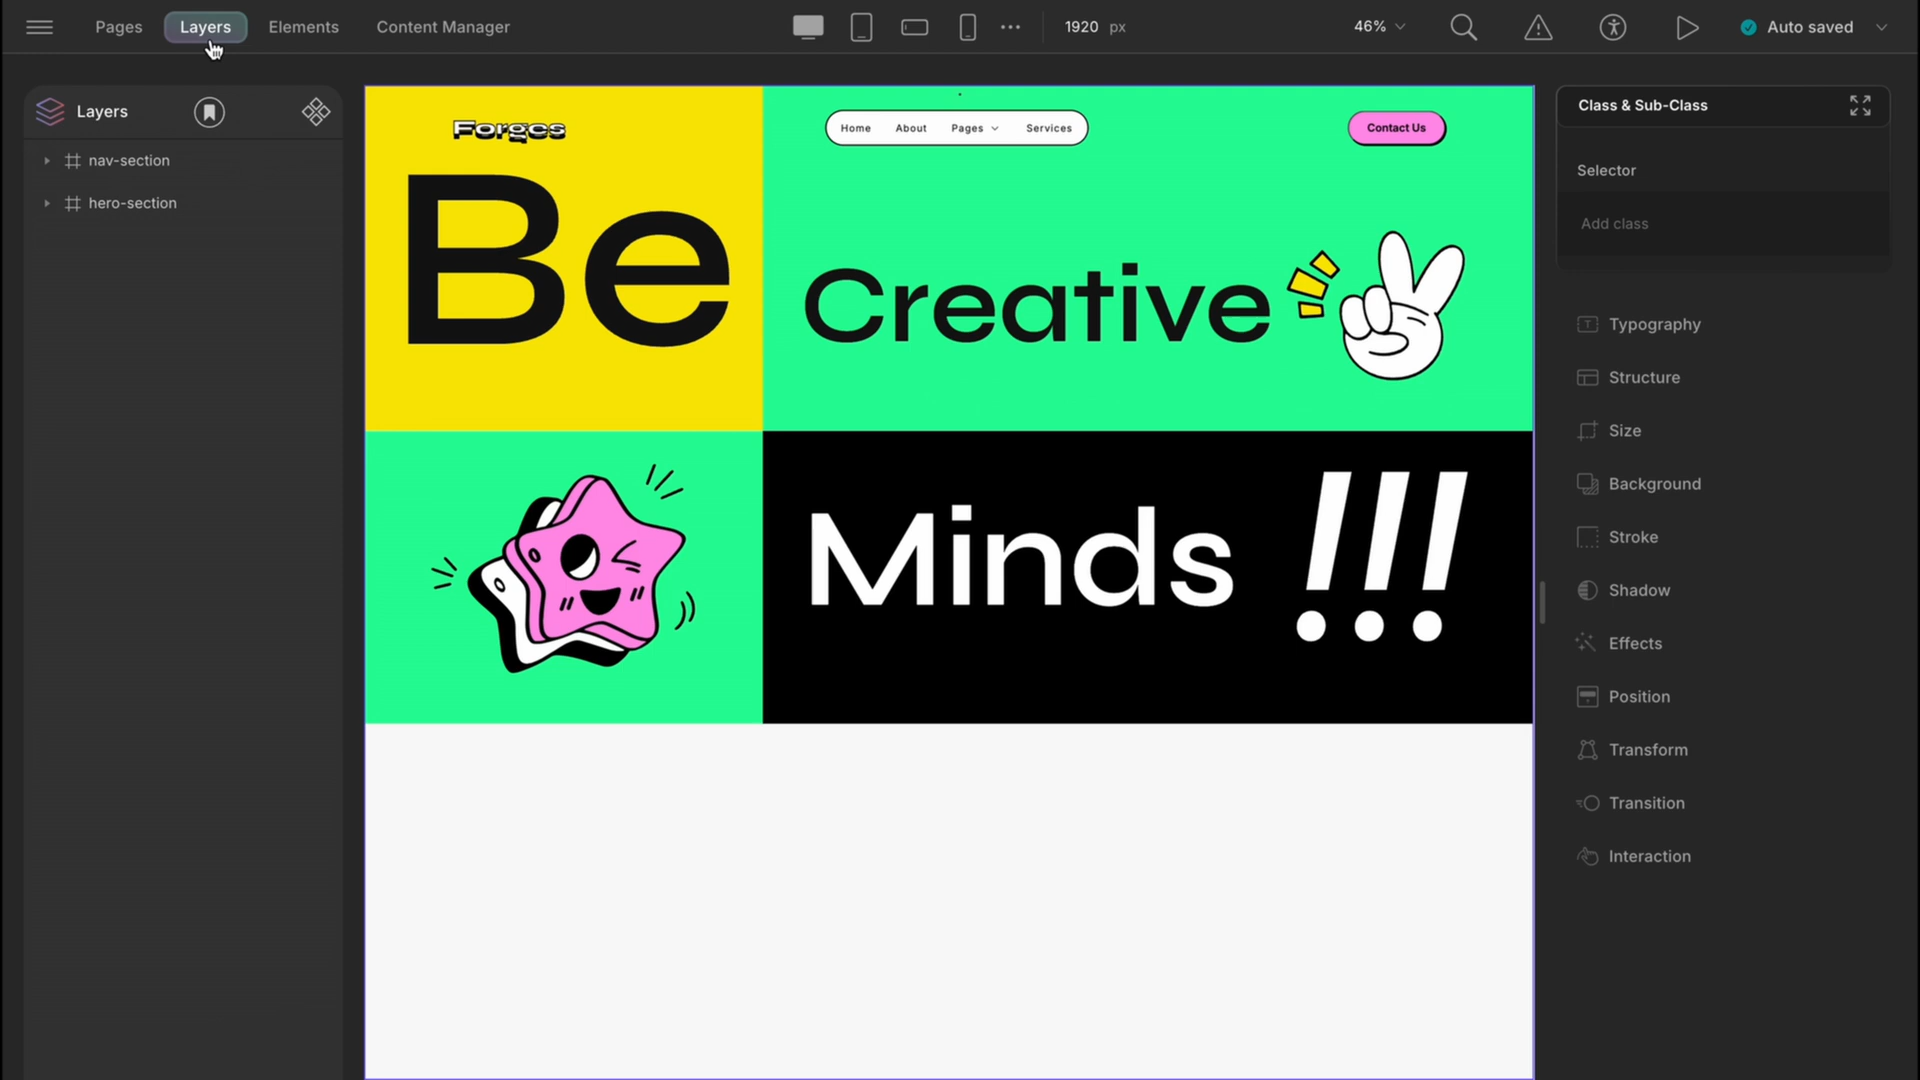 Pages Layers Elements Content Manager 1920 px 46% Auto saved
Layers
nav-section
hero-section
Forges Home About Pages Services Contact Us
Be
Creative
Minds !!!
Class & Sub-Class
Selector
Add class
Typography
Structure
Size
Background
Stroke
Shadow
Effects
Position
Transform
Transition
Interaction